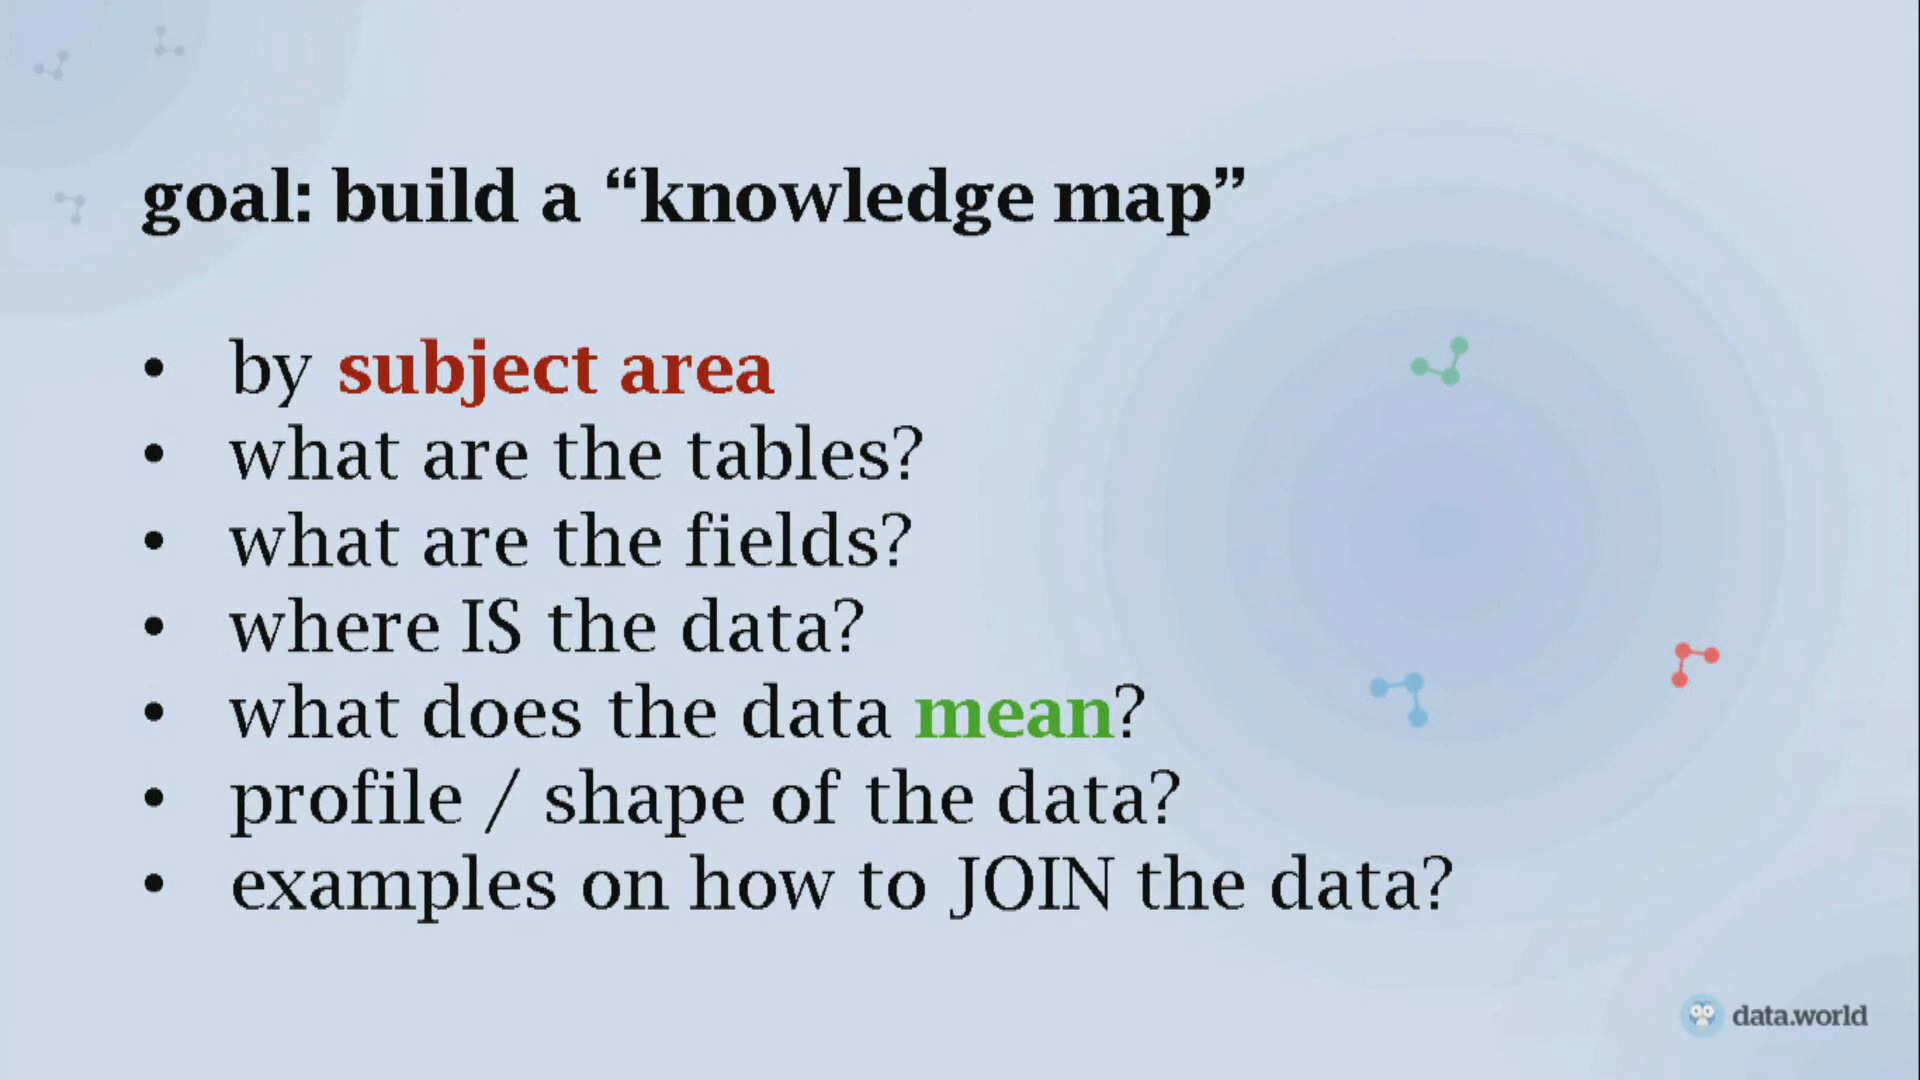 goal: build a “knowledge map”
• by subject area
• what are the tables?
• what are the fields?
• where IS the data?
• what does the data mean?
• profile / shape of the data?
• examples on how to JOIN the data?
data.world